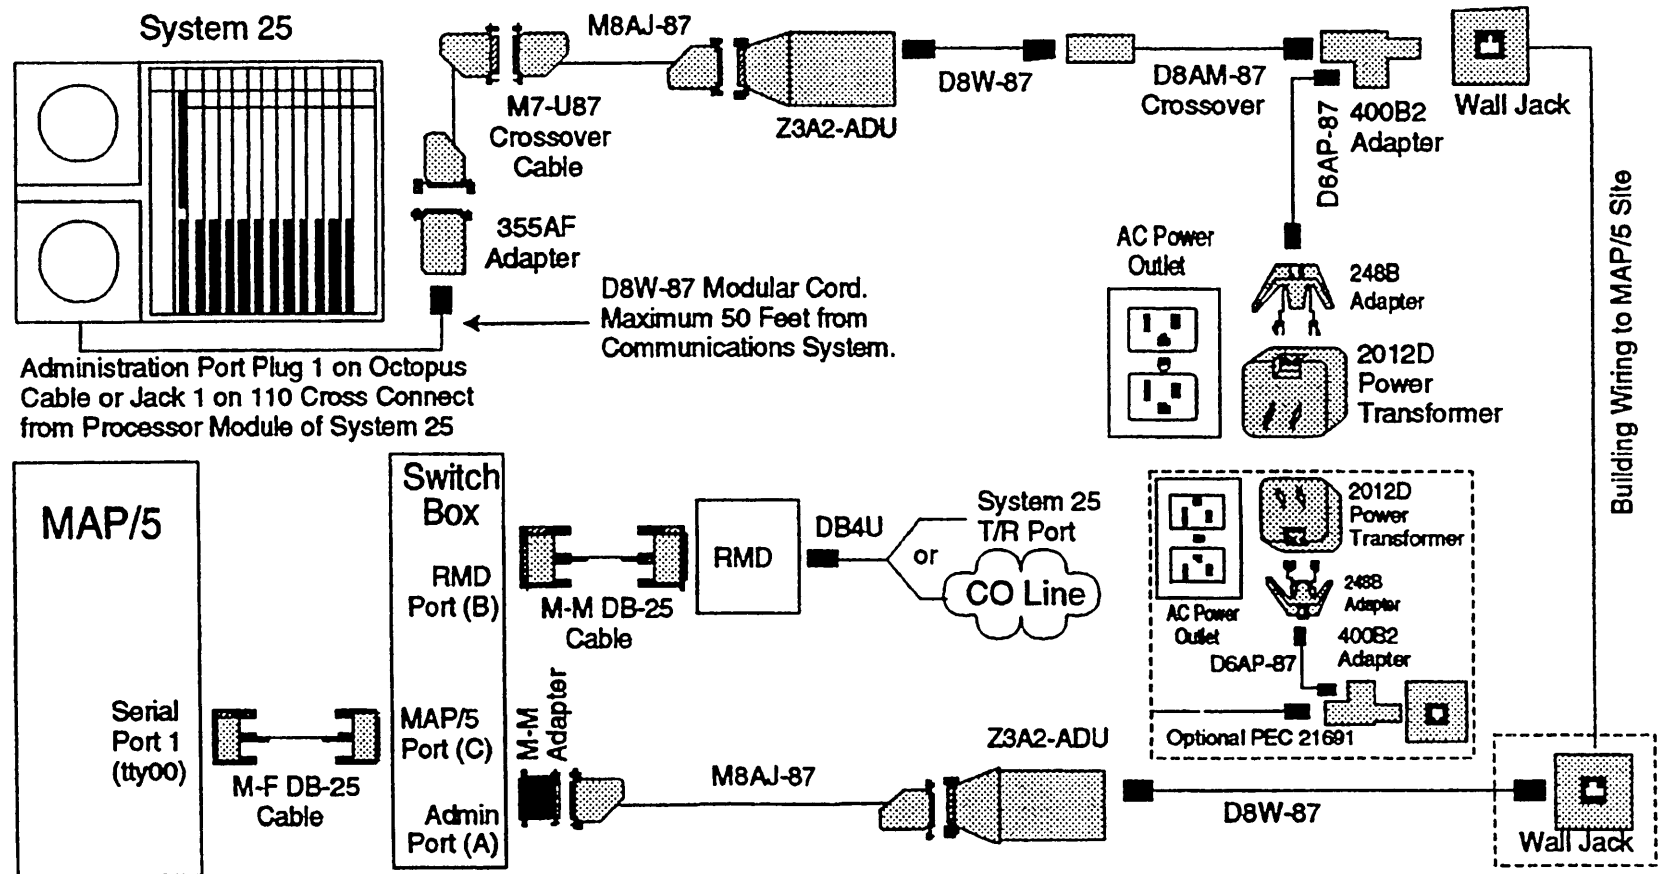 System 25
M8AJ-87
M7-U87
Crossover
Cable
Z3A2-ADU
D8W-87
D8AM-87
Crossover
400B2
Adapter
Wall Jack
D6AP-87
355AF
Adapter
D8W-87 Modular Cord.
Maximum 50 Feet from
Communications System.
AC Power
Outlet
248B
Adapter
2012D
Power
Transformer
Building Wiring to MAP/5 Site
Administration Port Plug 1 on Octopus
Cable or Jack 1 on 110 Cross Connect
from Processor Module of System 25
MAP/5
Serial
Port 1
(tty00)
M-F DB-25
Cable
Switch
Box
RMD
Port (B)
MAP/5
Port (C)
Admin
Port (A)
M-M DB-25
Cable
M-M
Adapter
RMD
DB4U
System 25
T/R Port
or
CO Line
M8AJ-87
Z3A2-ADU
D8W-87
Wall Jack
AC Power
Outlet
2012D
Power
Transformer
248B
Adapter
400B2
Adapter
D6AP-87
Optional PEC 21691